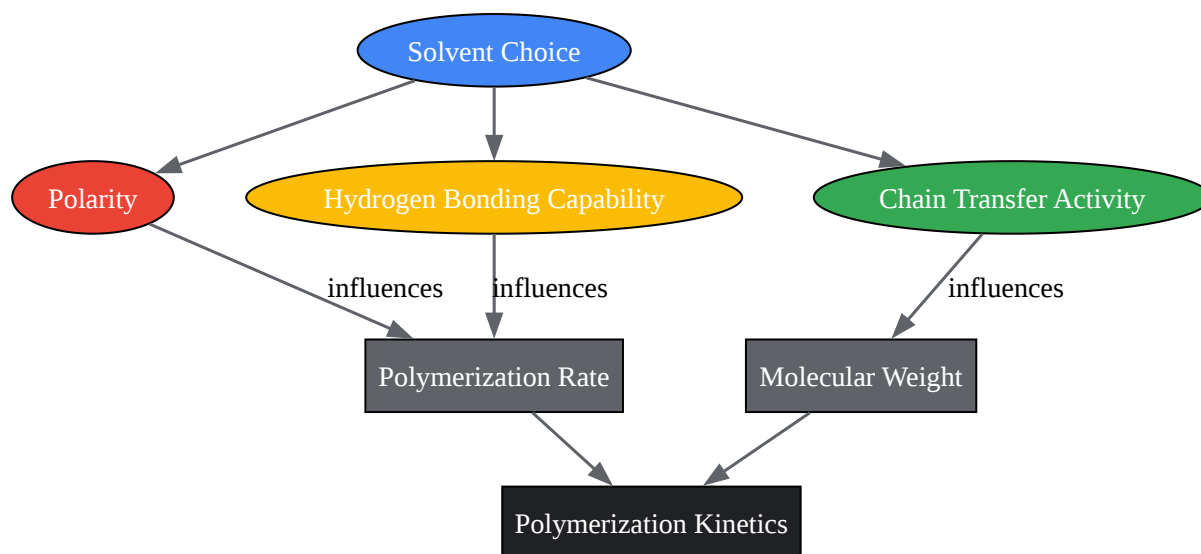 Solvent Choice
Polarity
Hydrogen Bonding Capability
Chain Transfer Activity
influences
influences
influences
Polymerization Rate
Molecular Weight
Polymerization Kinetics